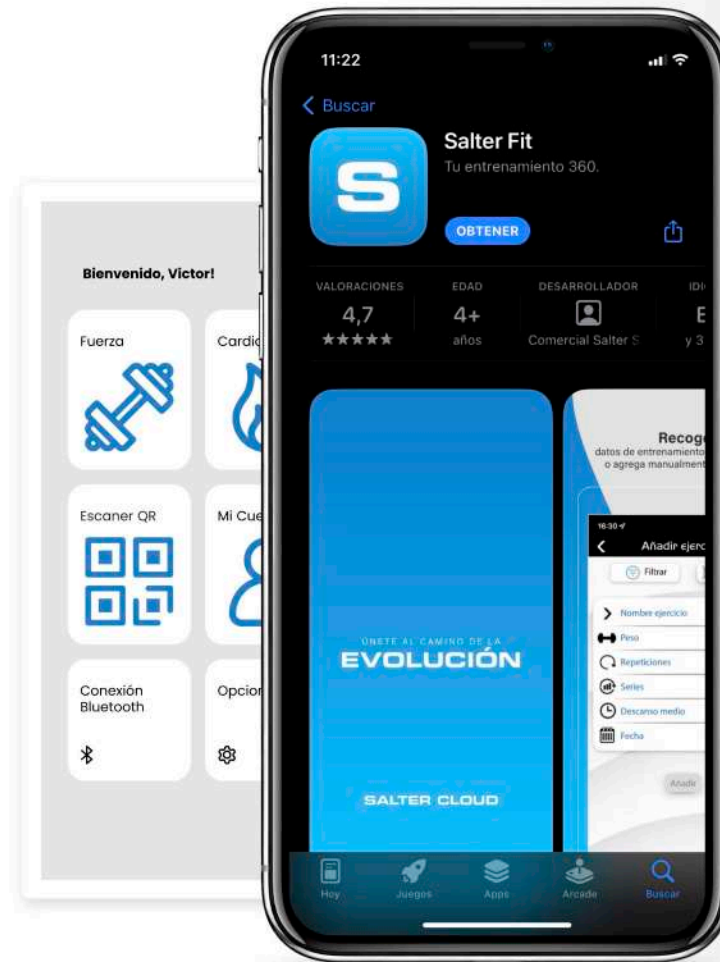 Bienvenido, Victor!
Fuerza
Cardio
Escaner QR
Mi Cue
Conexión
Bluetooth
Opcion
11:22
Buscar
S
Salter Fit
Tu entrenamiento 360.
OBTENER
VALORACIONES
4,7
EDAD
4+
años
DESARROLLADOR
Comercial Salter S
IDI
E
y 3
ÚNETE AL CAMINO DE LA
EVOLUCIÓN
SALTER CLOUD
Recog
datos de entrenamiento
o agrega manualment
16:30
Añadir ejerc
Filtrar
Nombre ejercicio
Peso
Repeticiones
Series
Descanso medio
Fecha
Añadir
Hoy
Juegos
Apps
Arcade
Buscar